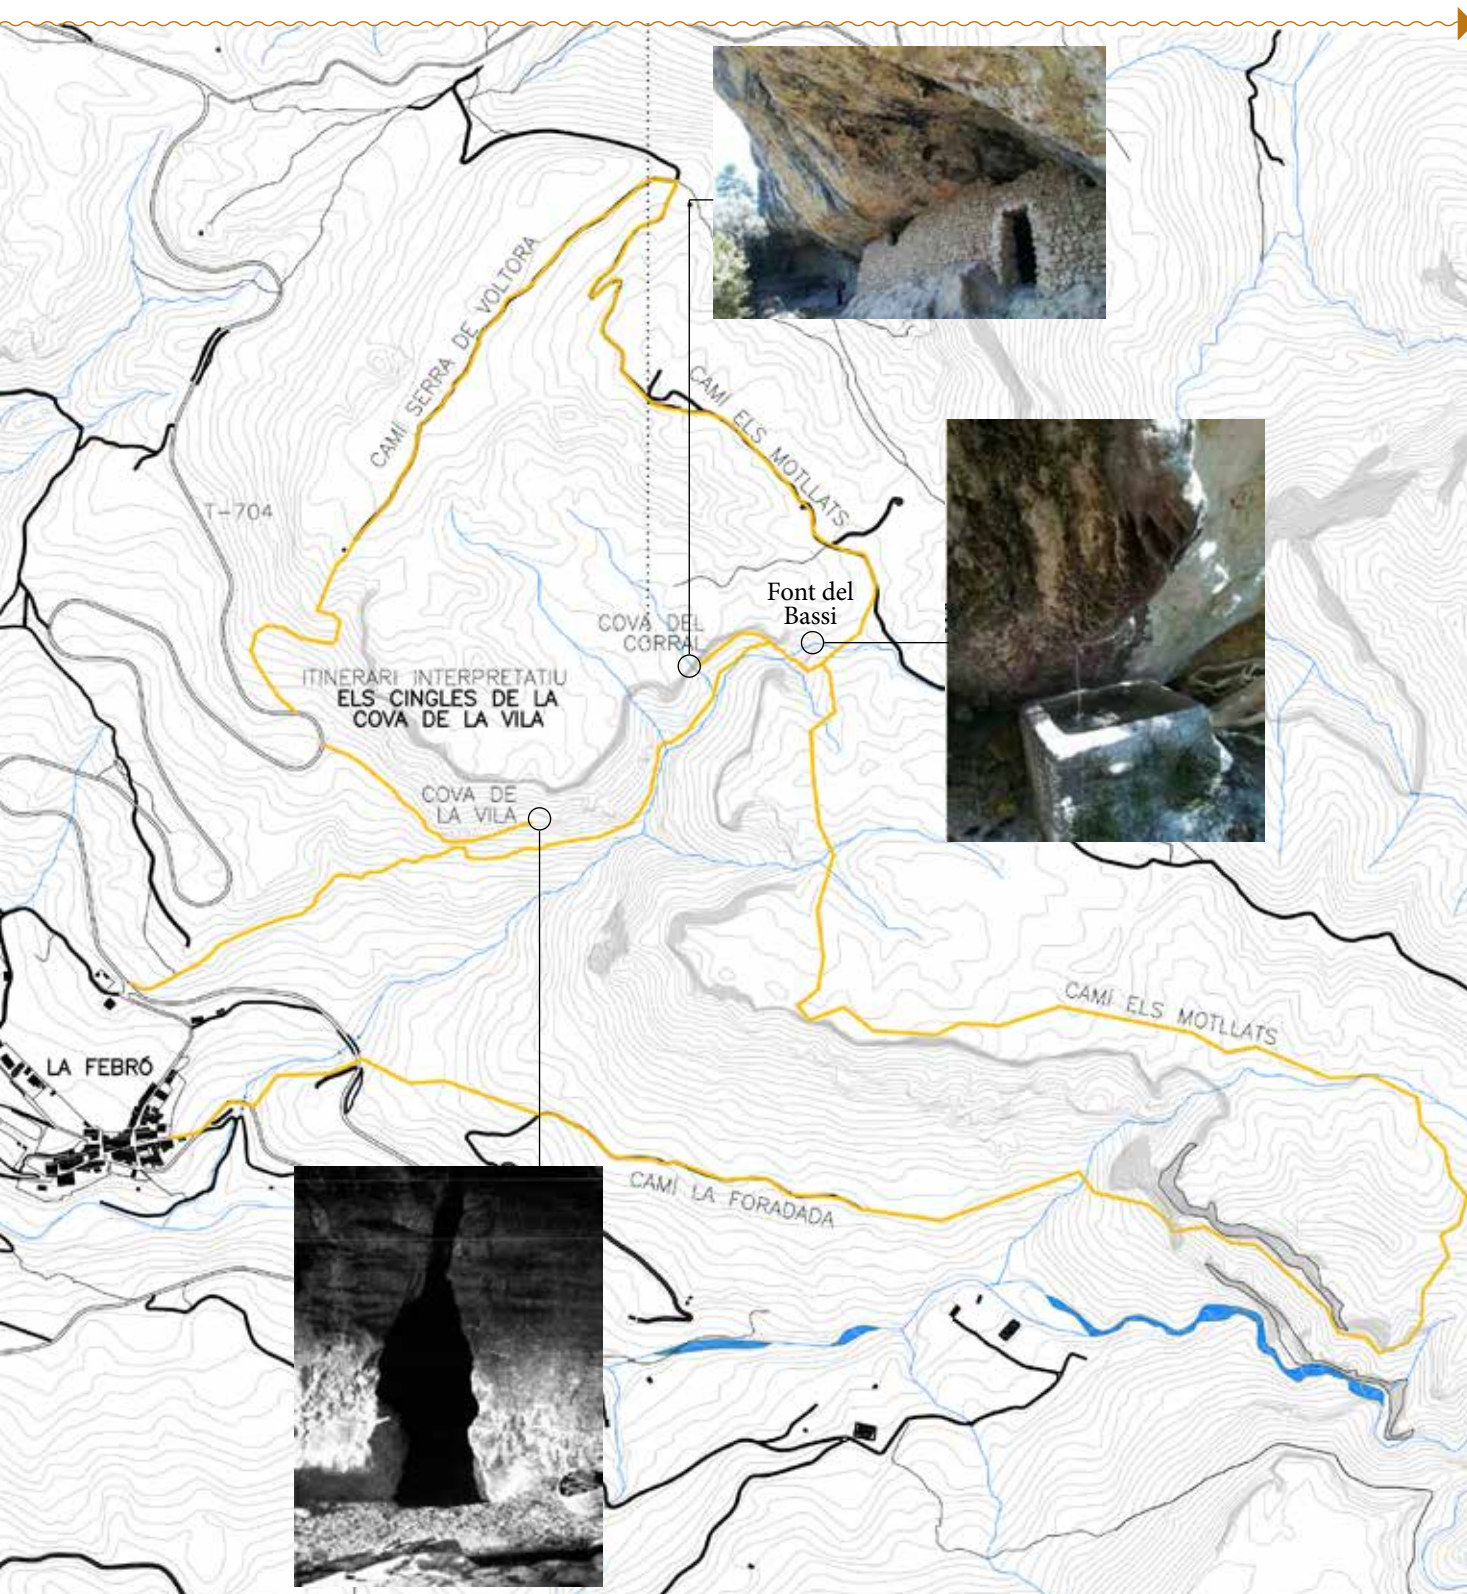 CAMÍ SERRA DE VOLTORA
CAMÍ ELS MOTLLATS
T-704
Font del
Bassi
COVA DEL
CORRAL
ITINERARI INTERPRETATIU
ELS CINGLES DE LA
COVA DE LA VILA
COVA DE
LA VILA
CAMÍ ELS MOTLLATS
LA FEBRÓ
CAMÍ LA FORADADA